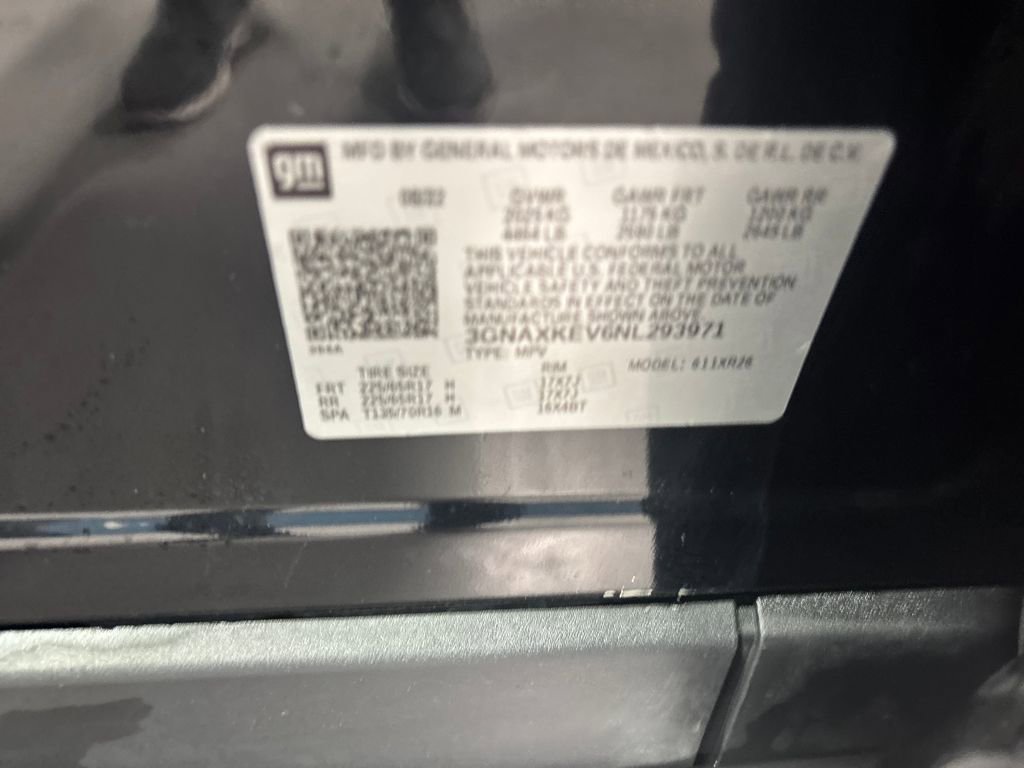 gm
MFD BY GENERAL MOTORS DE MEXICO, S. DE R.L. DE C.V.
GVWR GAWR FRT GAWR RR
2025 KG 1175 KG 1200 KG
4464 LB 2590 LB 2645 LB
THIS VEHICLE CONFORMS TO ALL
APPLICABLE U.S. FEDERAL MOTOR
VEHICLE SAFETY AND THEFT PREVENTION
STANDARDS IN EFFECT ON THE DATE OF
MANUFACTURE SHOWN ABOVE.
3GNAXKEV6NL293971
TYPE: MPV MODEL: 611XR26
TIRE SIZE RIM
FRT 225/65R17 H 17X7J
RR 225/65R17 H 17X7J
SPA T135/70R16 M 16X4BT